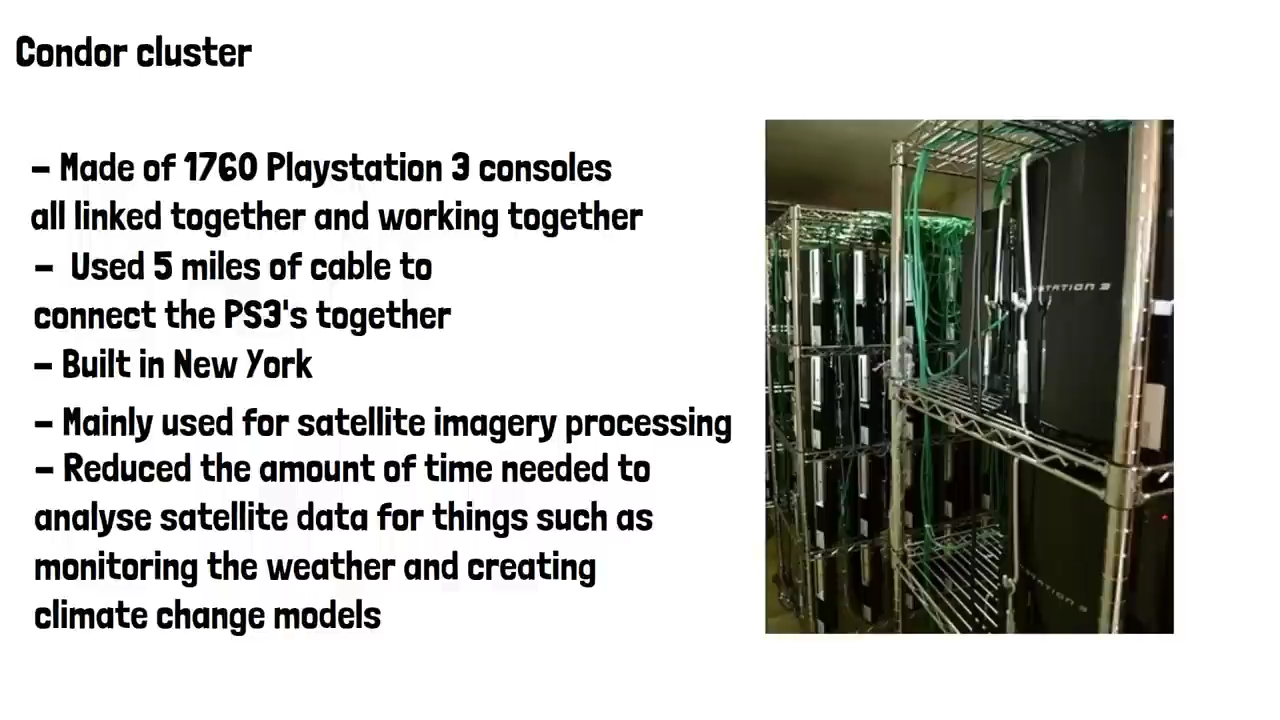 Condor cluster
- Made of 1760 Playstation 3 consoles
all linked together and working together
- Used 5 miles of cable to
connect the PS3's together
- Built in New York
- Mainly used for satellite imagery processing
- Reduced the amount of time needed to
analyse satellite data for things such as
monitoring the weather and creating
climate change models
STATION 3